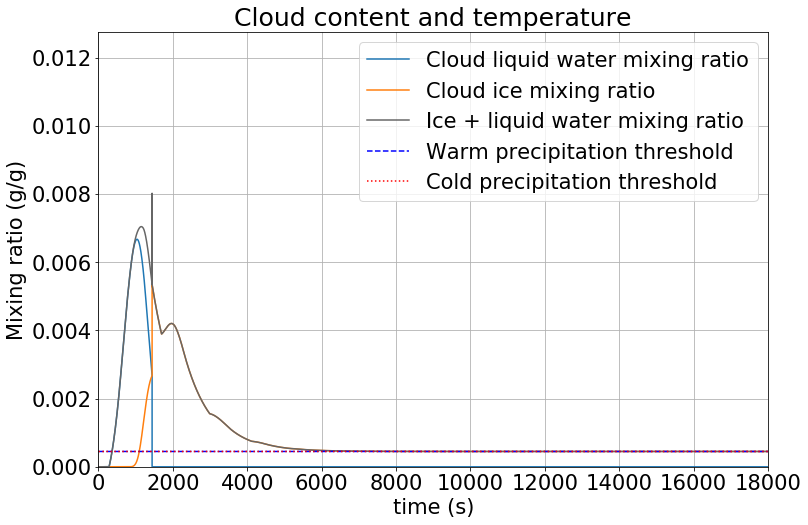 Cloud content and temperature
Mixing ratio (g/g)
0.012
0.010
0.008
0.006
0.004
0.002
0.000
Cloud liquid water mixing ratio
Cloud ice mixing ratio
Ice + liquid water mixing ratio
Warm precipitation threshold
Cold precipitation threshold
0 2000 4000 6000 8000 10000 12000 14000 16000 18000
time (s)